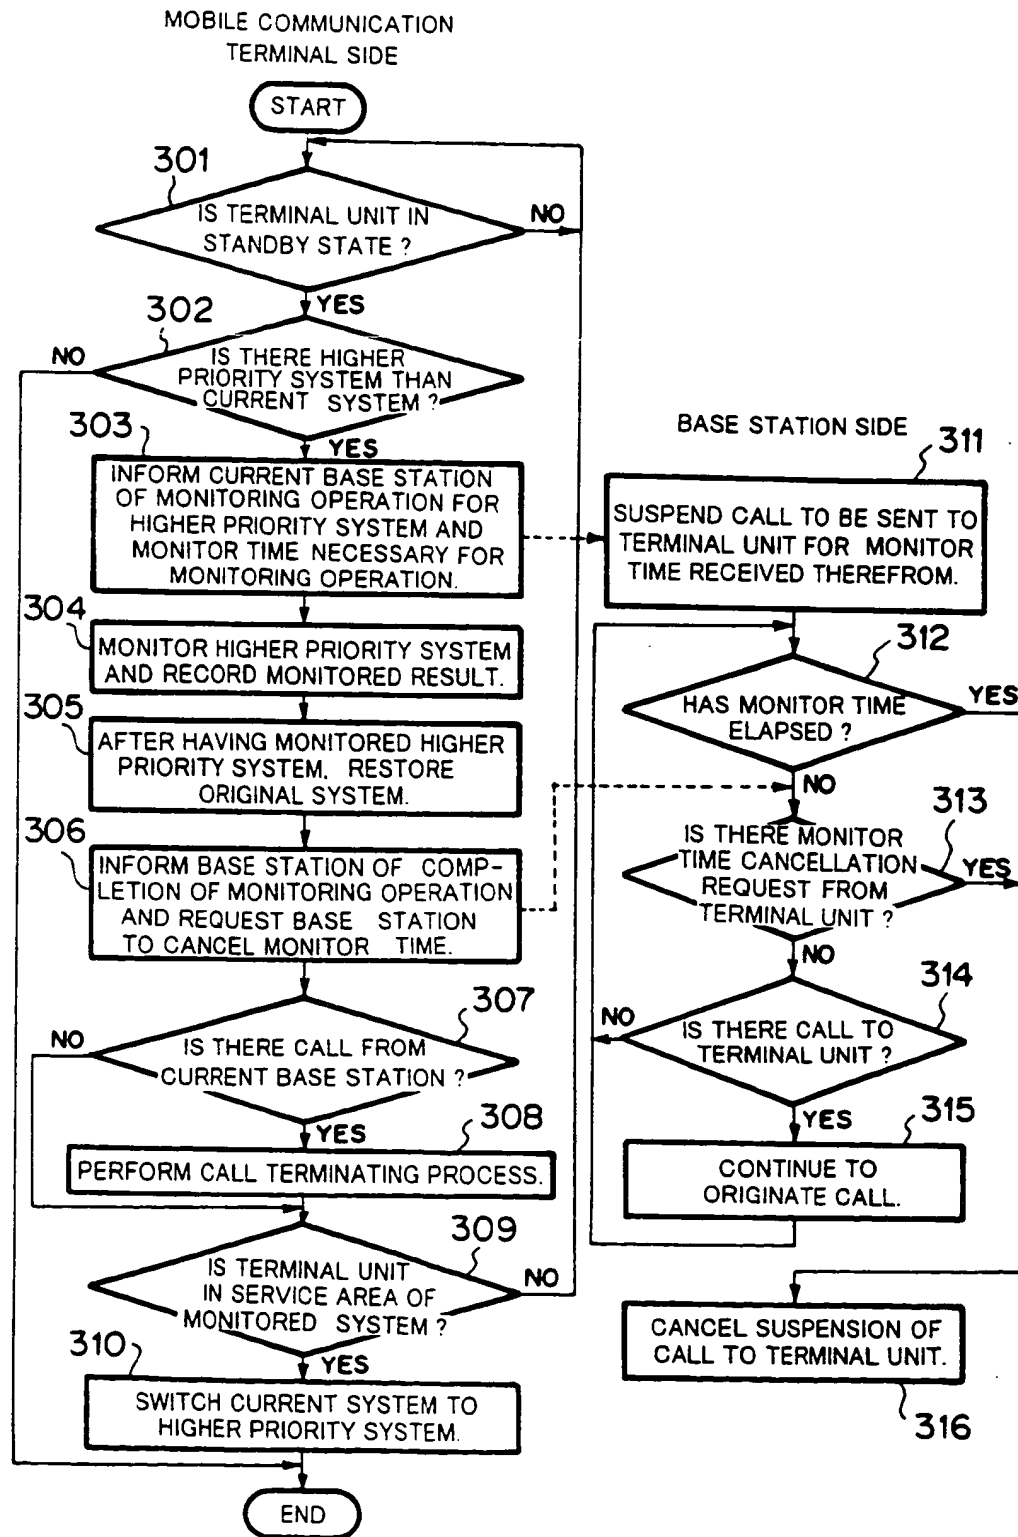 MOBILE COMMUNICATION
TERMINAL SIDE
START
301
IS TERMINAL UNIT IN
STANDBY STATE ?
NO
YES
302
NO
IS THERE HIGHER
PRIORITY SYSTEM THAN
CURRENT SYSTEM ?
YES
303
INFORM CURRENT BASE STATION
OF MONITORING OPERATION FOR
HIGHER PRIORITY SYSTEM AND
MONITOR TIME NECESSARY FOR
MONITORING OPERATION.
304
MONITOR HIGHER PRIORITY SYSTEM
AND RECORD MONITORED RESULT.
305
AFTER HAVING MONITORED HIGHER
PRIORITY SYSTEM, RESTORE
ORIGINAL SYSTEM.
306
INFORM BASE STATION OF COMP-
LETION OF MONITORING OPERATION
AND REQUEST BASE STATION
TO CANCEL MONITOR TIME.
307
NO
IS THERE CALL FROM
CURRENT BASE STATION ?
YES
308
PERFORM CALL TERMINATING PROCESS.
309
IS TERMINAL UNIT
IN SERVICE AREA OF
MONITORED SYSTEM ?
NO
YES
310
SWITCH CURRENT SYSTEM TO
HIGHER PRIORITY SYSTEM.
END
BASE STATION SIDE
311
SUSPEND CALL TO BE SENT TO
TERMINAL UNIT FOR MONITOR
TIME RECEIVED THEREFROM.
312
HAS MONITOR TIME
ELAPSED ?
YES
NO
313
IS THERE MONITOR
TIME CANCELLATION
REQUEST FROM
TERMINAL UNIT ?
YES
NO
314
NO
IS THERE CALL TO
TERMINAL UNIT ?
YES
315
CONTINUE TO
ORIGINATE CALL.
CANCEL SUSPENSION OF
CALL TO TERMINAL UNIT.
316